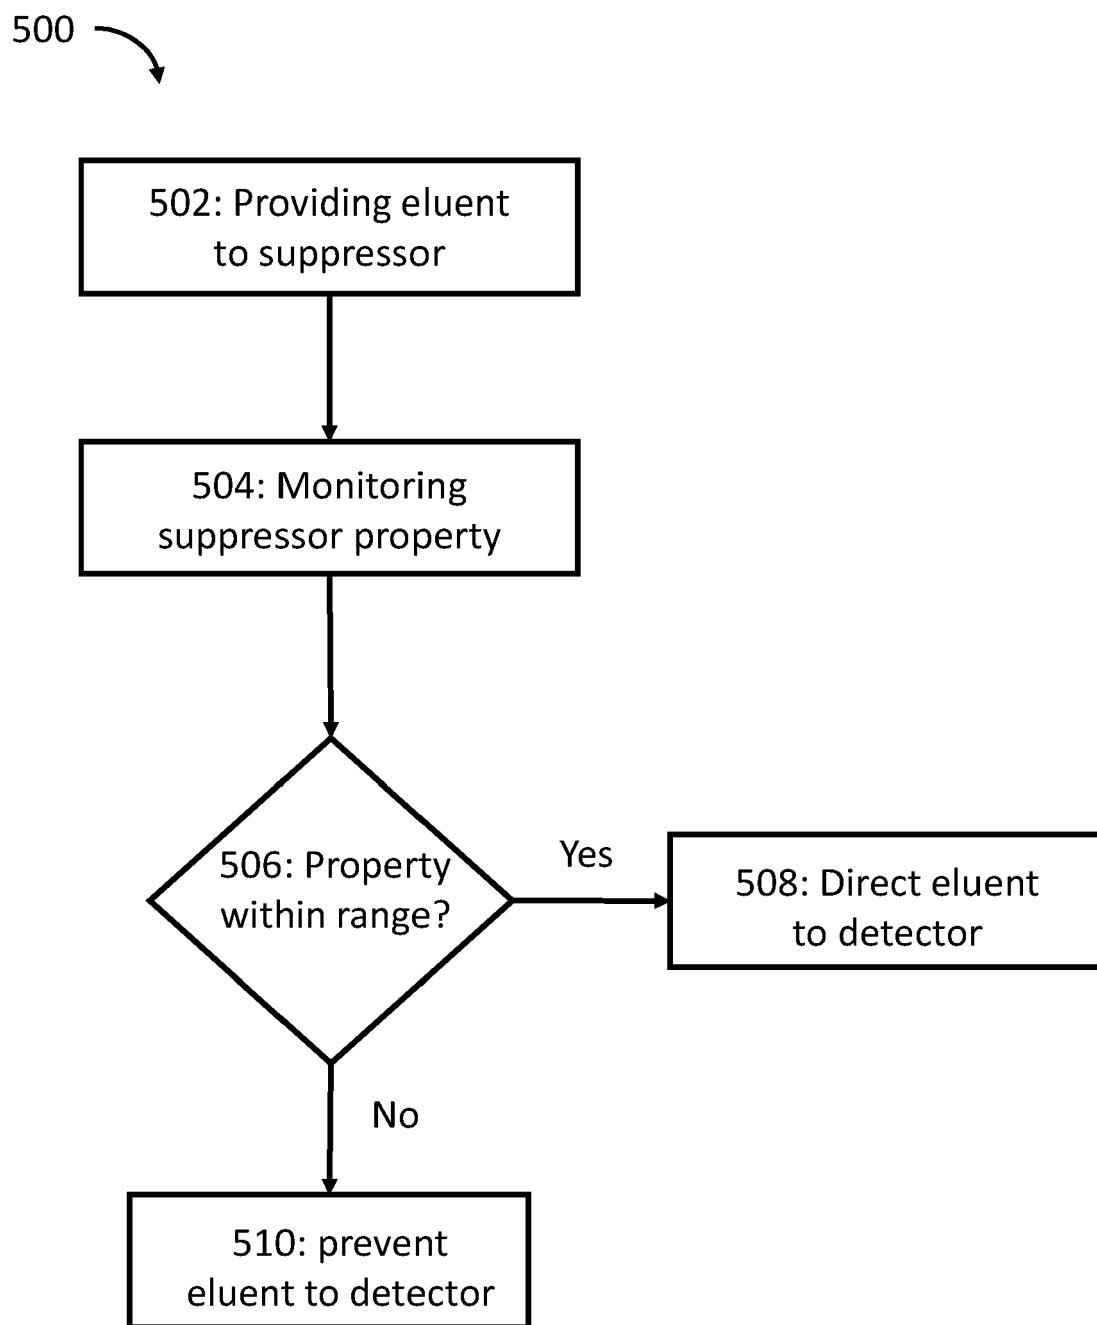 500
502: Providing eluent
to suppressor
504: Monitoring
suppressor property
506: Property
within range?
Yes
508: Direct eluent
to detector
No
510: prevent
eluent to detector